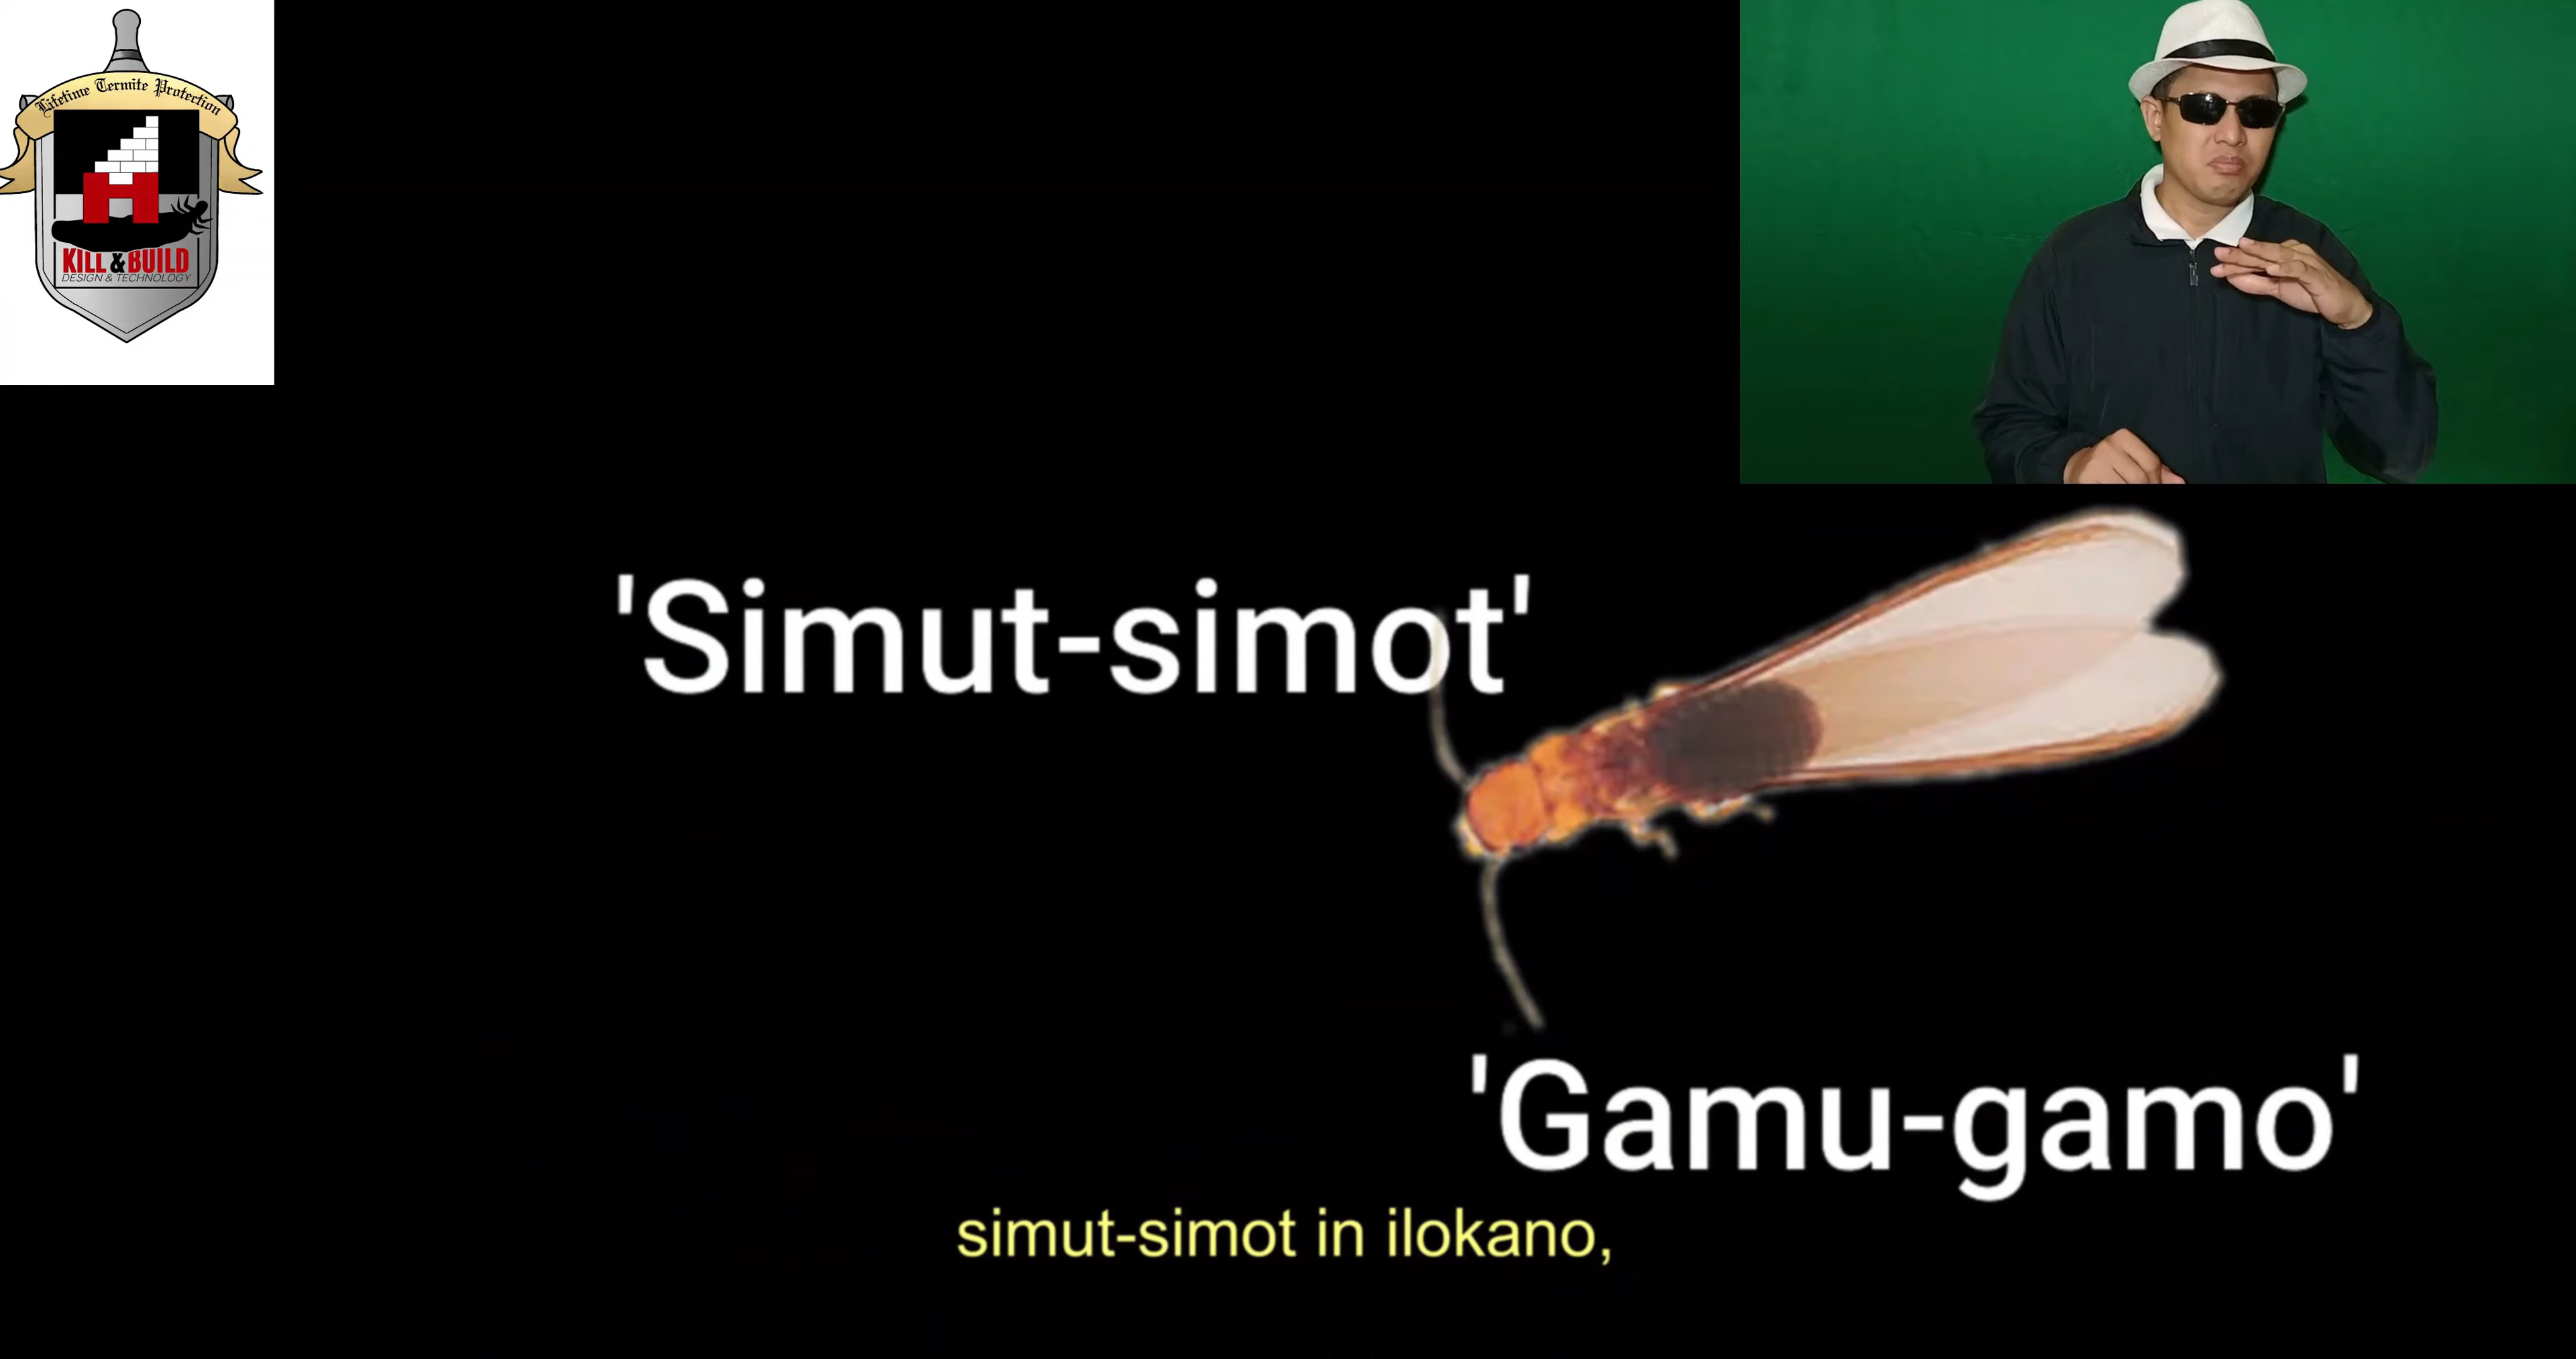 Lifetime Termite Protection
KILL & BUILD
DESIGN & TECHNOLOGY
'Simut-simot'
'Gamu-gamo'
simut-simot in ilokano,